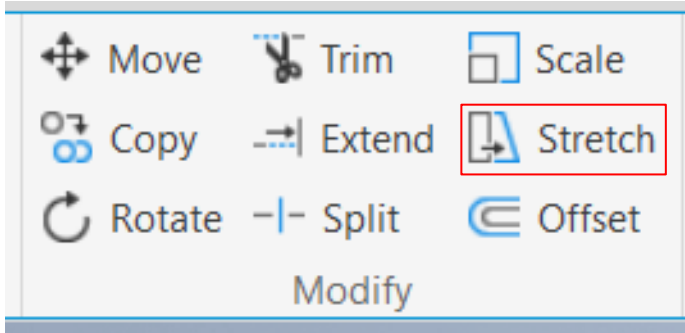 Move Trim Scale
Copy Extend Stretch
Rotate Split Offset
Modify